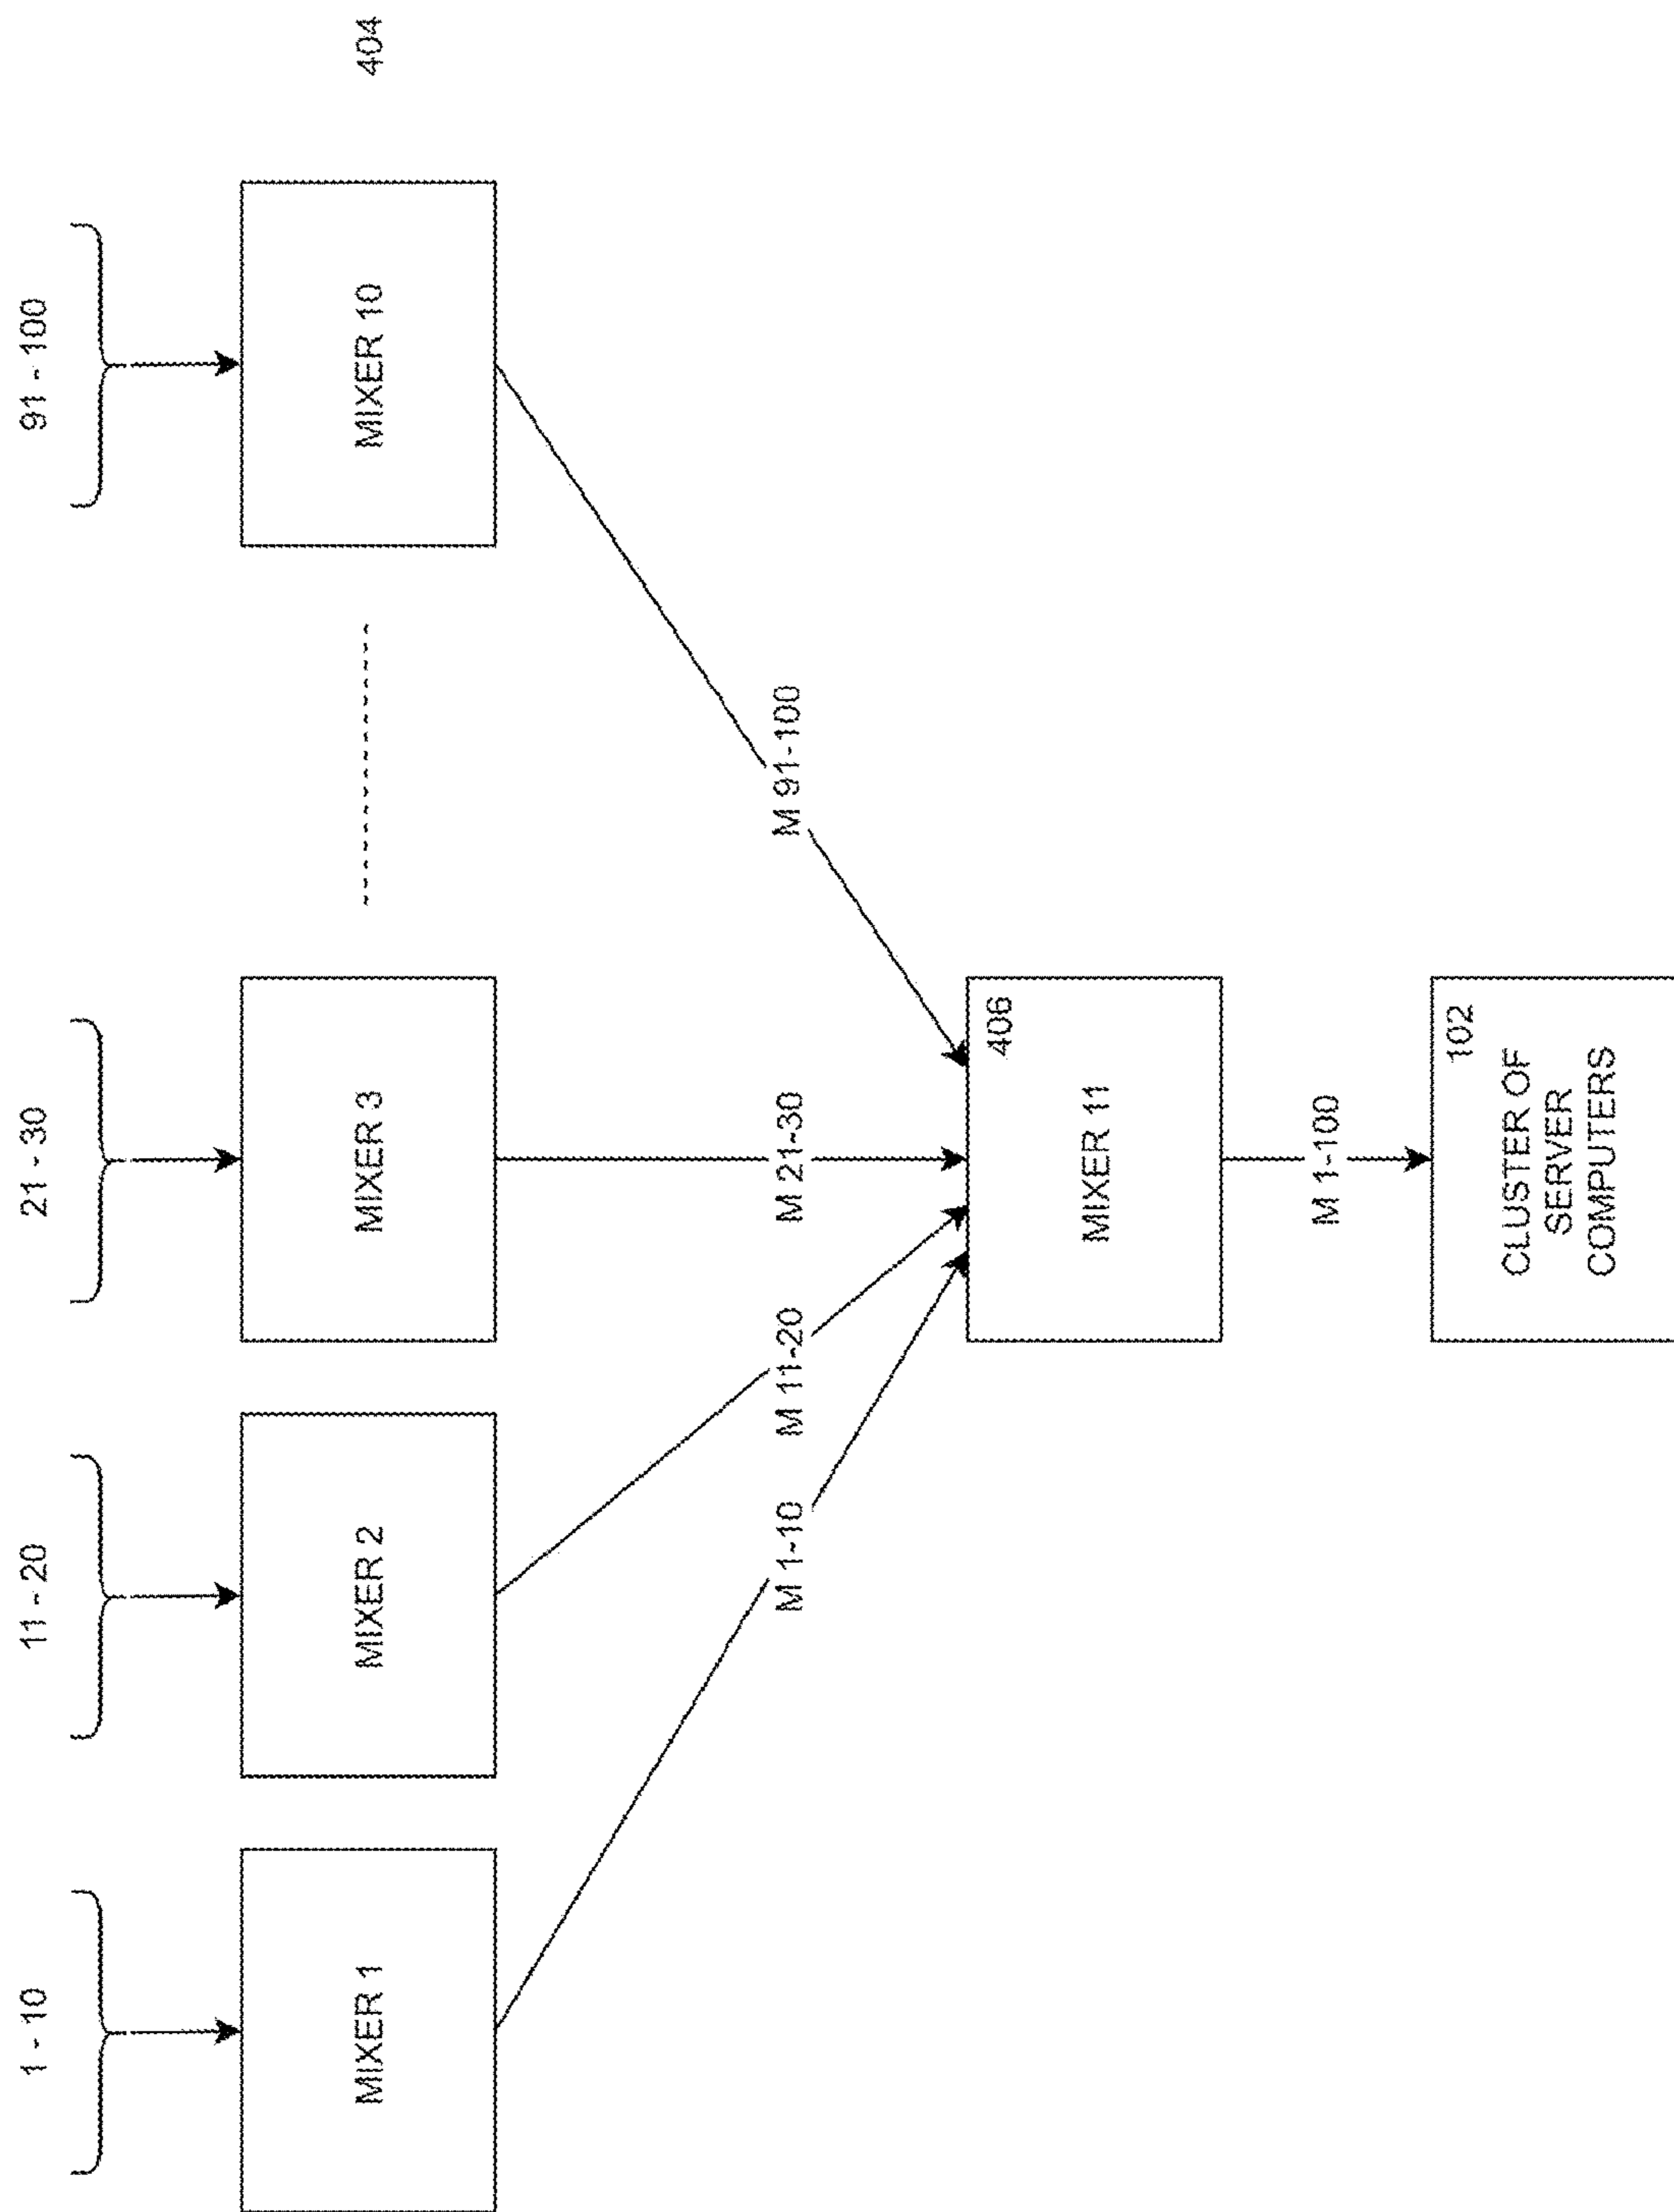 1 - 10
11 - 20
21 - 30
91 - 100
MIXER 1
MIXER 2
MIXER 3
MIXER 10
404
M 1-10
M 11-20
M 21-30
M 91-100
406
MIXER 11
M 1-100
102
CLUSTER OF
SERVER
COMPUTERS